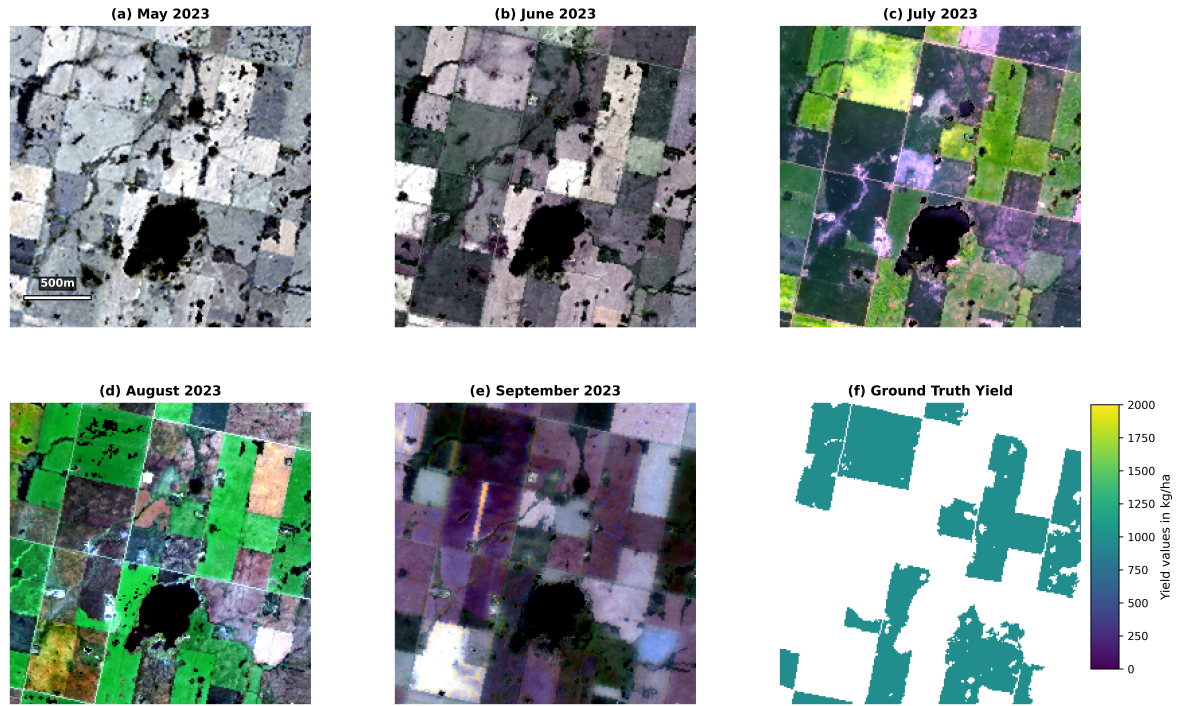 (a) May 2023
(b) June 2023
(c) July 2023
500m
(d) August 2023
(e) September 2023
(f) Ground Truth Yield
2000
1750
1500
1250
1000
750
500
250
0
Yield values in kg/ha